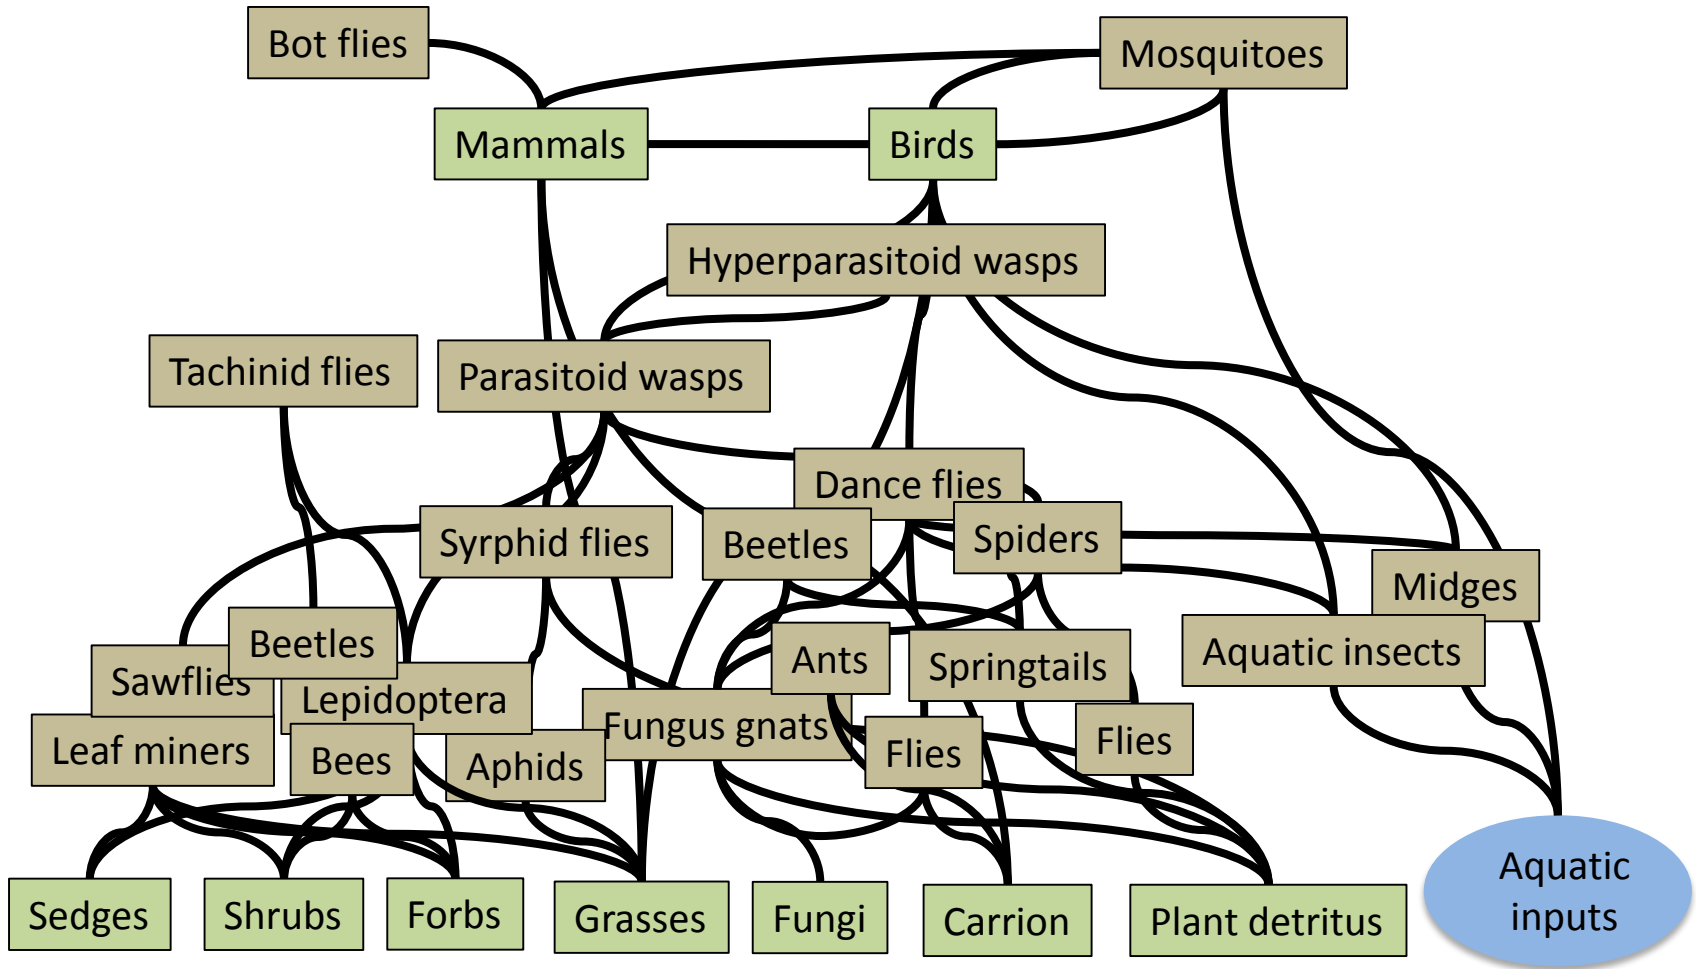 Bot flies
Mosquitoes
Mammals
Birds
Hyperparasitoid wasps
Tachinid flies
Parasitoid wasps
Dance flies
Syrphid flies
Beetles
Spiders
Midges
Beetles
Ants
Springtails
Aquatic insects
Sawflies
Lepidoptera
Fungus gnats
Flies
Leaf miners
Bees
Aphids
Flies
Sedges
Shrubs
Forbs
Grasses
Fungi
Carrion
Plant detritus
Aquatic
inputs